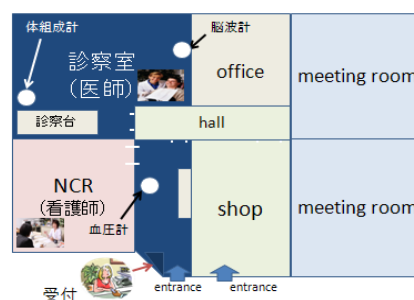 体組成計
脳波計
診察室
(医師)
office
meeting room
診察台
hall
NCR
(看護師)
血圧計
shop
meeting room
受付
entrance
entrance